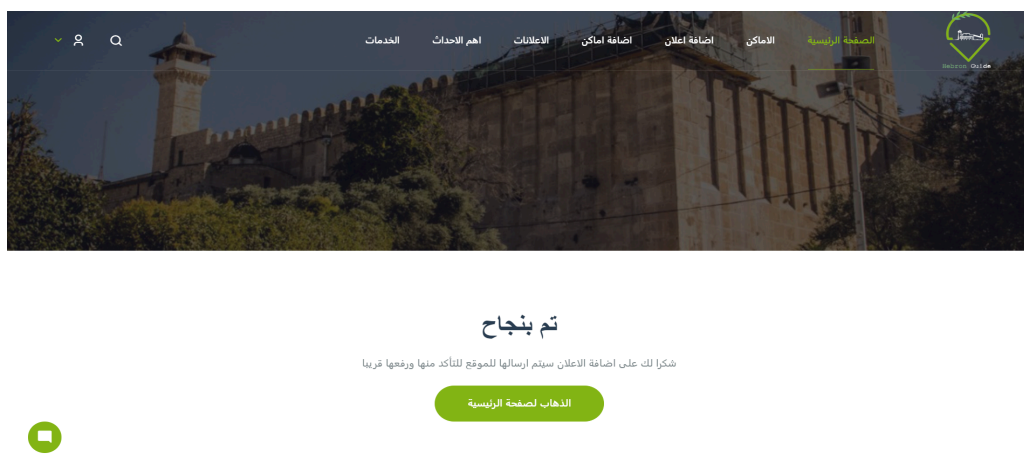 Hebron Guide
الصفحة الرئيسية
الاماكن
اضافة اعلان
اضافة اماكن
الاعلانات
اهم الاحداث
الخدمات
تم بنجاح
شكرا لك على اضافة الاعلان سيتم ارسالها للموقع للتأكد منها ورفعها قريبا
الذهاب لصفحة الرئيسية